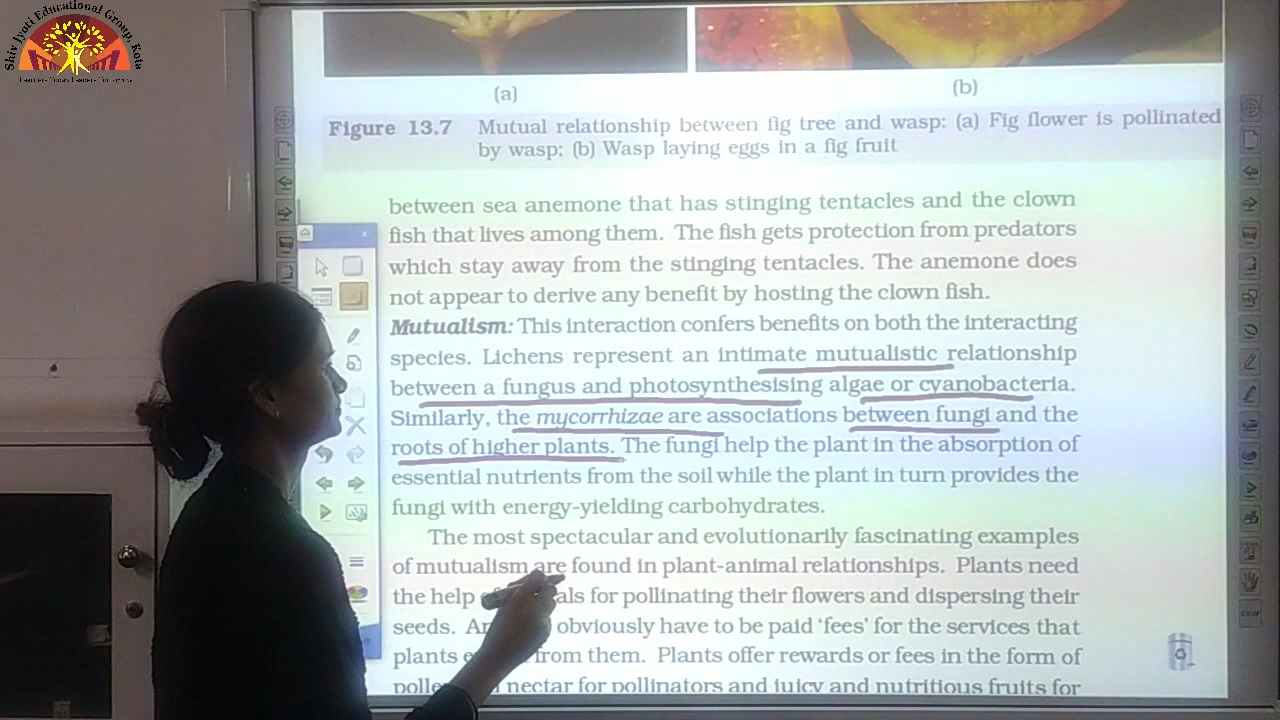 Shiv Jyoti Educational Group, Kota
(a) (b)
Figure 13.7 Mutual relationship between fig tree and wasp: (a) Fig flower is pollinated
by wasp; (b) Wasp laying eggs in a fig fruit
between sea anemone that has stinging tentacles and the clown
fish that lives among them. The fish gets protection from predators
which stay away from the stinging tentacles. The anemone does
not appear to derive any benefit by hosting the clown fish.
Mutualism: This interaction confers benefits on both the interacting
species. Lichens represent an intimate mutualistic relationship
between a fungus and photosynthesising algae or cyanobacteria.
Similarly, the mycorrhizae are associations between fungi and the
roots of higher plants. The fungi help the plant in the absorption of
essential nutrients from the soil while the plant in turn provides the
fungi with energy-yielding carbohydrates.
The most spectacular and evolutionarily fascinating examples
of mutualism are found in plant-animal relationships. Plants need
the help als for pollinating their flowers and dispersing their
seeds. An obviously have to be paid 'fees' for the services that
plants e from them. Plants offer rewards or fees in the form of
polle nectar for pollinators and juicy and nutritious fruits for